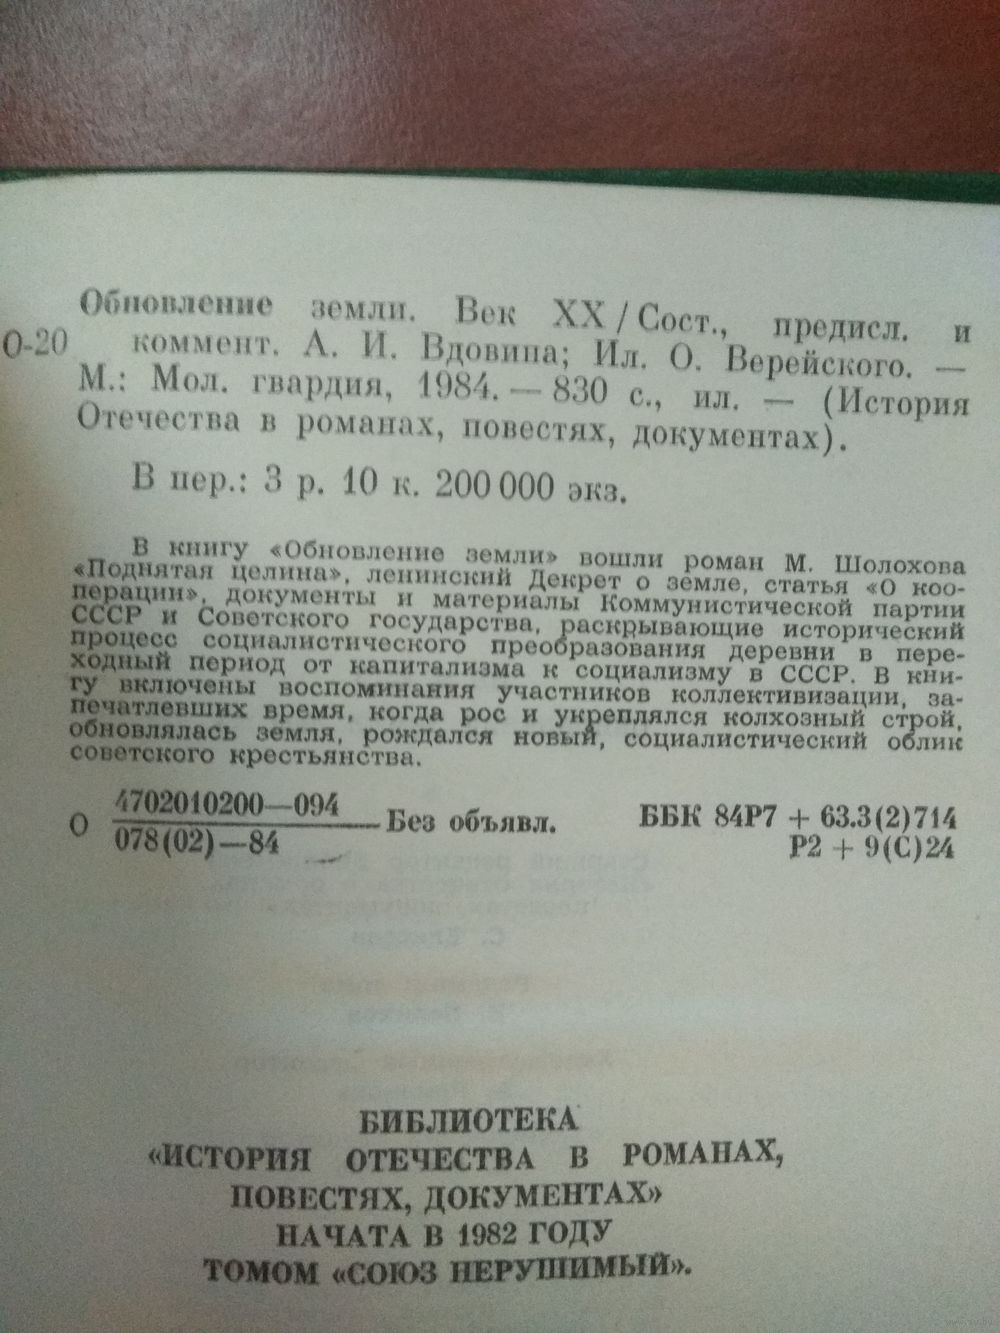 Обновление земли. Век XX / Сост., предисл. и
О-20 коммент. А. И. Вдовина; Ил. О. Верейского. —
М.: Мол. гвардия, 1984. — 830 с., ил. — (История
Отечества в романах, повестях, документах).
В пер.: 3 р. 10 к. 200 000 экз.
В книгу «Обновление земли» вошли роман М. Шолохова
«Поднятая целина», ленинский Декрет о земле, статья «О коо-
перации», документы и материалы Коммунистической партии
СССР и Советского государства, раскрывающие исторический
процесс социалистического преобразования деревни в пере-
ходный период от капитализма к социализму в СССР. В кни-
гу включены воспоминания участников коллективизации, за-
печатлевших время, когда рос и укреплялся колхозный строй,
обновлялась земля, рождался новый, социалистический облик
советского крестьянства.
О 4702010200—094
078(02)—84 Без объявл.
ББК 84Р7 + 63.3(2)714
Р2 + 9(С)24
БИБЛИОТЕКА
«ИСТОРИЯ ОТЕЧЕСТВА В РОМАНАХ,
ПОВЕСТЯХ, ДОКУМЕНТАХ»
НАЧАТА В 1982 ГОДУ
ТОМОМ «СОЮЗ НЕРУШИМЫЙ».